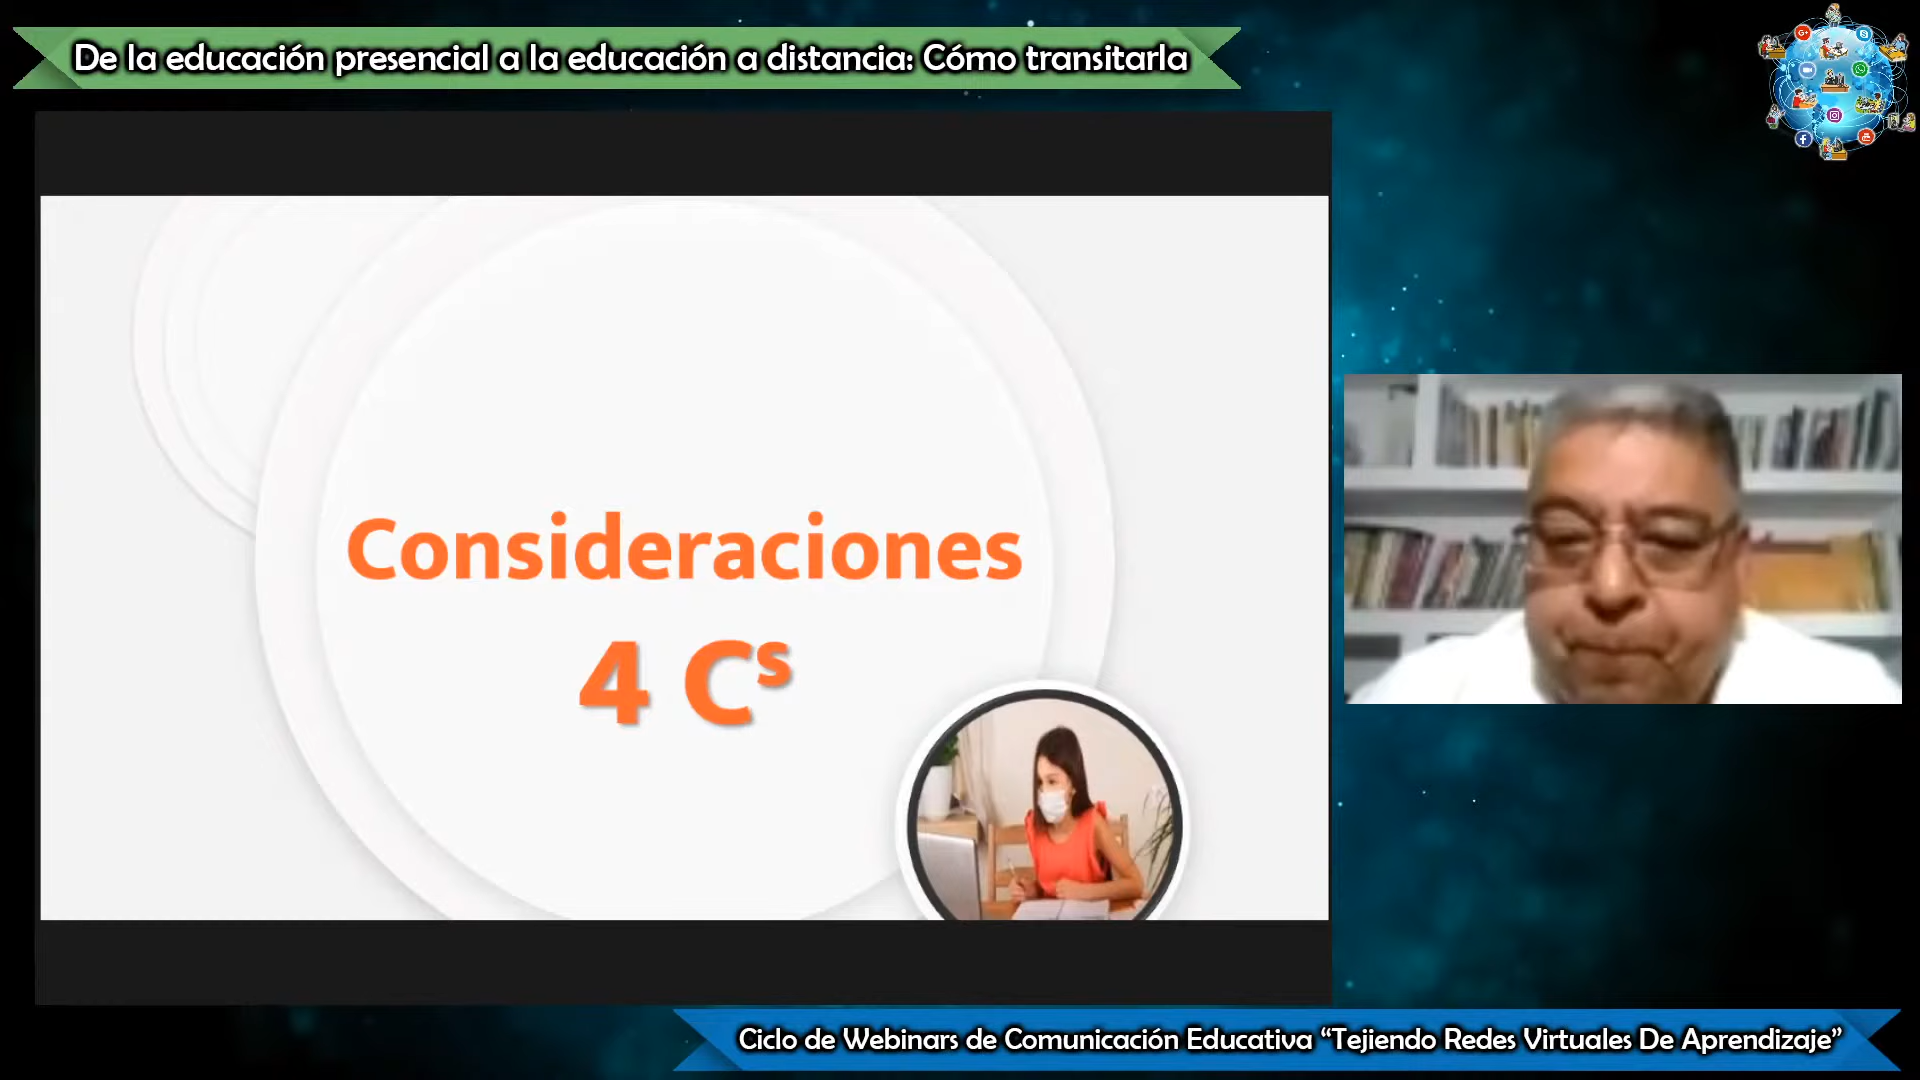 De la educación presencial a la educación a distancia: Cómo transitarla
Consideraciones
4 Cs
Ciclo de Webinars de Comunicación Educativa “Tejiendo Redes Virtuales De Aprendizaje”